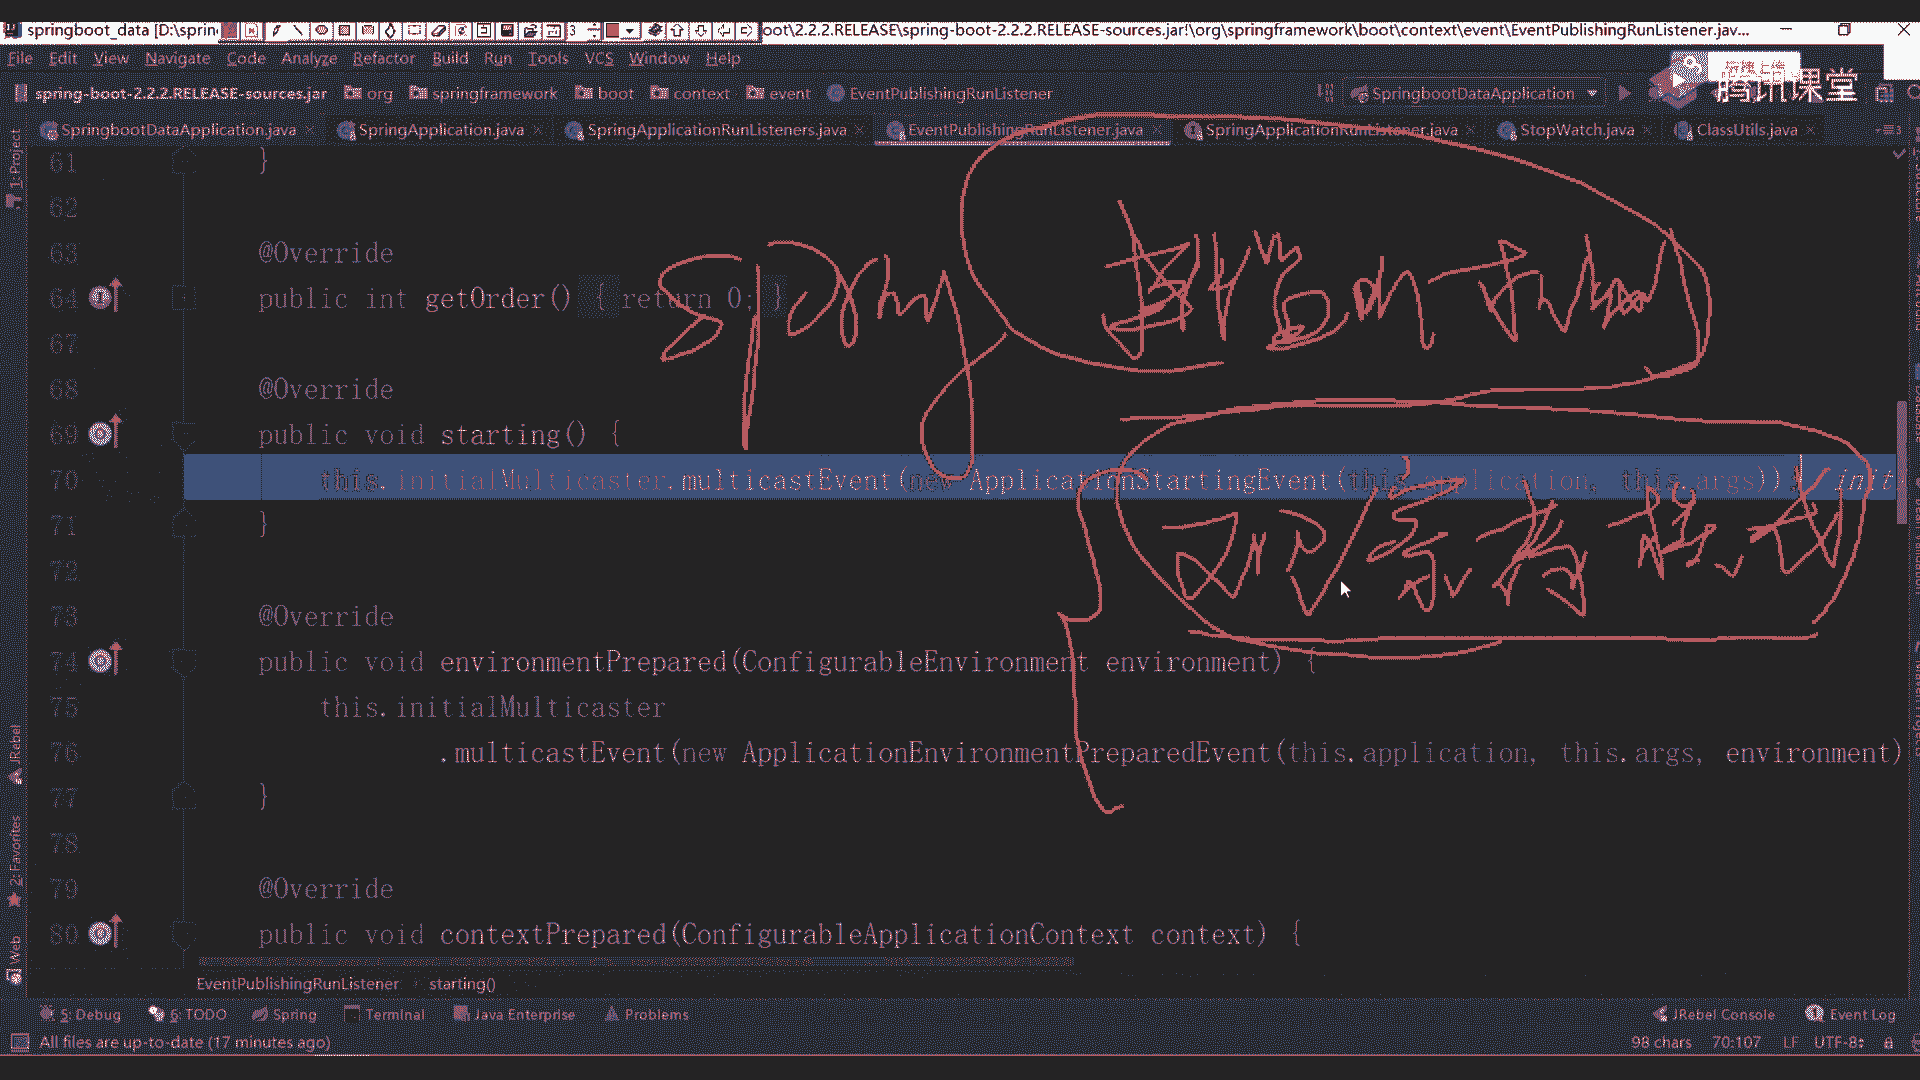 springboot_data [D:\sprin
oot\2.2.2.RELEASE\spring-boot-2.2.2.RELEASE-sources.jar!\org\springframework\boot\context\event\EventPublishingRunListener.jav...
File Edit View Navigate Code Analyze Refactor Build Run Tools VCS Window Help
spring-boot-2.2.2.RELEASE-sources.jar org springframework boot context event EventPublishingRunListener SpringbootDataApplication
腾讯课堂
SpringbootDataApplication.java SpringApplication.java SpringApplicationRunListeners.java EventPublishingRunListener.java SpringApplicationRunListener.java StopWatch.java ClassUtils.java
1: Project
61 }
62
63 @Override
64 public int getOrder() { return 0; }
67
68 @Override
69 public void starting() {
70 this.initialMulticaster.multicastEvent(new ApplicationStartingEvent(this.application, this.args)); init
71 }
72
73 @Override
74 public void environmentPrepared(ConfigurableEnvironment environment) {
75 this.initialMulticaster
76 .multicastEvent(new ApplicationEnvironmentPreparedEvent(this.application, this.args, environment)
77 }
78
79 @Override
80 public void contextPrepared(ConfigurableApplicationContext context) {
Spring
观察者模式
JRebel
2: Favorites
Web
EventPublishingRunListener starting()
5: Debug 6: TODO Spring Terminal Java Enterprise Problems JRebel Console Event Log
All files are up-to-date (17 minutes ago) 98 chars 70:107 LF UTF-8